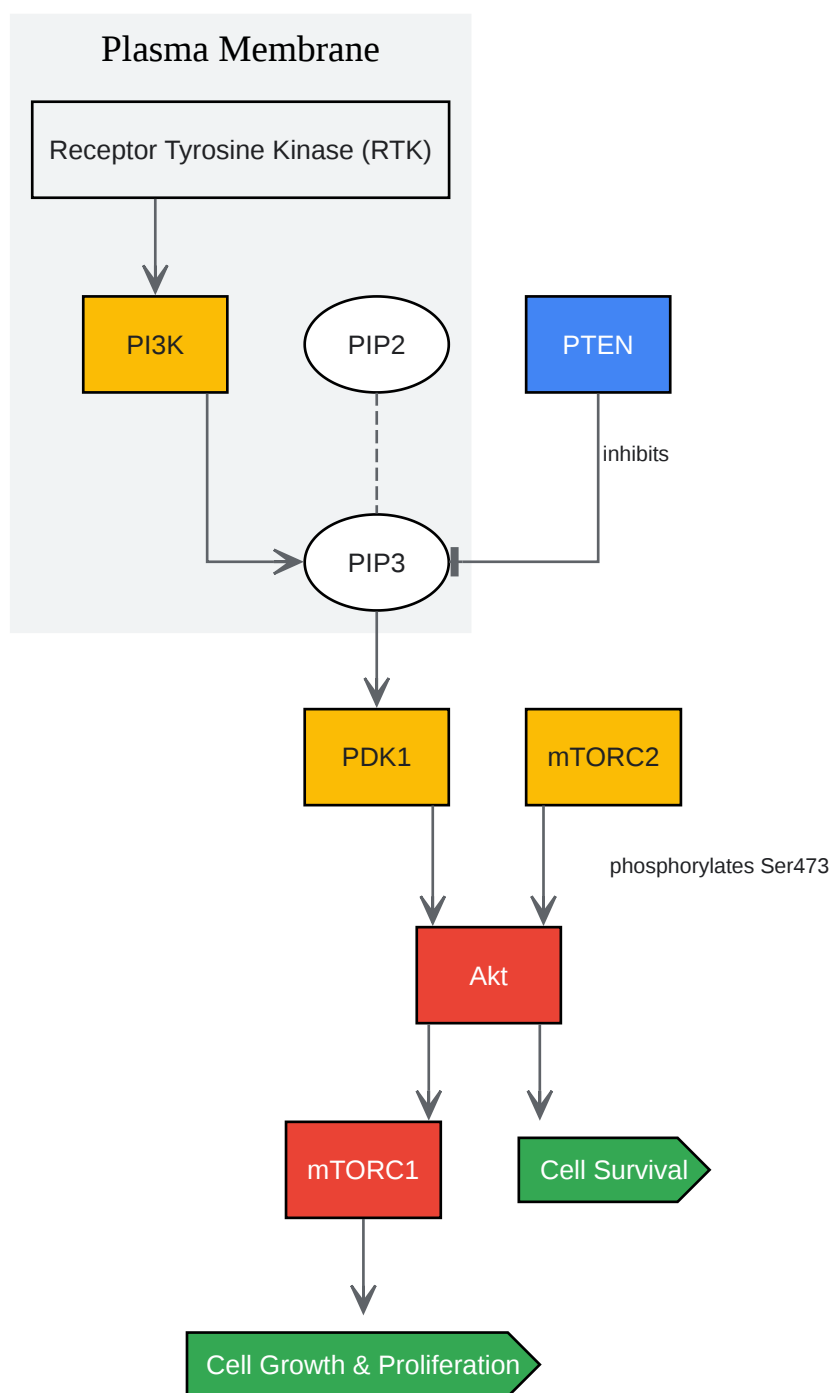 Plasma Membrane
Receptor Tyrosine Kinase (RTK)
PI3K
PIP2
PTEN
inhibits
PIP3
PDK1
mTORC2
phosphorylates Ser473
Akt
mTORC1
Cell Survival
Cell Growth & Proliferation